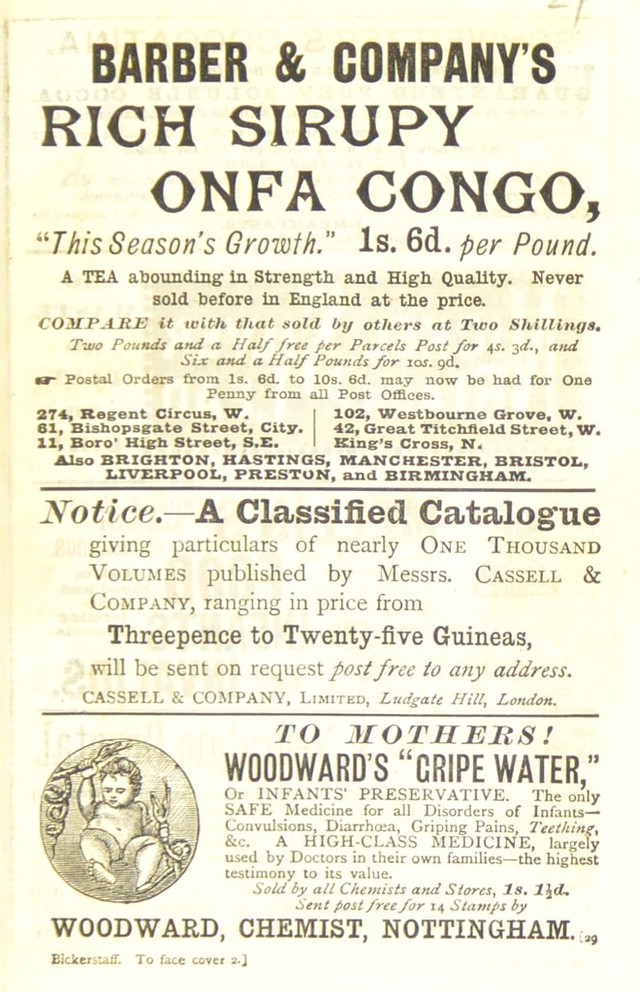 BARBER & COMPANY'S
RICH SIRUPY
ONFA CONGO,
"This Season's Growth." 1s. 6d. per Pound.
A TEA abounding in Strength and High Quality. Never
sold before in England at the price.
COMPARE it with that sold by others at Two Shillings.
Two Pounds and a Half free per Parcels Post for 4s. 3d., and
Six and a Half Pounds for 10s. 9d.
☛ Postal Orders from 1s. 6d. to 10s. 6d. may now be had for One
Penny from all Post Offices.
274, Regent Circus, W.
61, Bishopsgate Street, City.
11, Boro' High Street, S.E.
102, Westbourne Grove, W.
42, Great Titchfield Street, W.
King's Cross, N.
Also BRIGHTON, HASTINGS, MANCHESTER, BRISTOL,
LIVERPOOL, PRESTON, and BIRMINGHAM.
Notice.—A Classified Catalogue
giving particulars of nearly ONE THOUSAND
VOLUMES published by Messrs. CASSELL &
COMPANY, ranging in price from
Threepence to Twenty-five Guineas,
will be sent on request post free to any address.
CASSELL & COMPANY, LIMITED, Ludgate Hill, London.
TO MOTHERS!
WOODWARD'S "GRIPE WATER,"
Or INFANTS' PRESERVATIVE. The only
SAFE Medicine for all Disorders of Infants—
Convulsions, Diarrhœa, Griping Pains, Teething,
&c. A HIGH-CLASS MEDICINE, largely
used by Doctors in their own families—the highest
testimony to its value.
Sold by all Chemists and Stores, 1s. 1½d.
Sent post free for 14 Stamps by
WOODWARD, CHEMIST, NOTTINGHAM. [29
Bickerstaff. To face cover 2.]